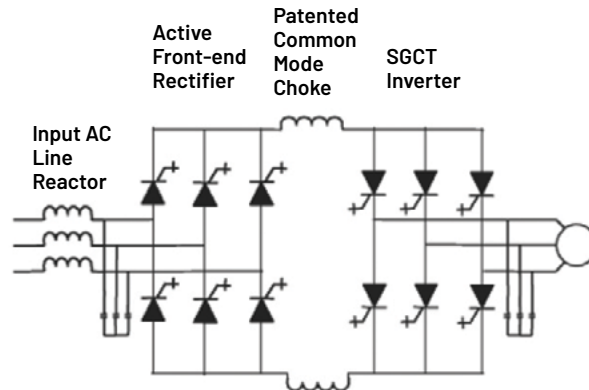 Active
Front-end
Rectifier
Patented
Common
Mode
Choke
SGCT
Inverter
Input AC
Line
Reactor